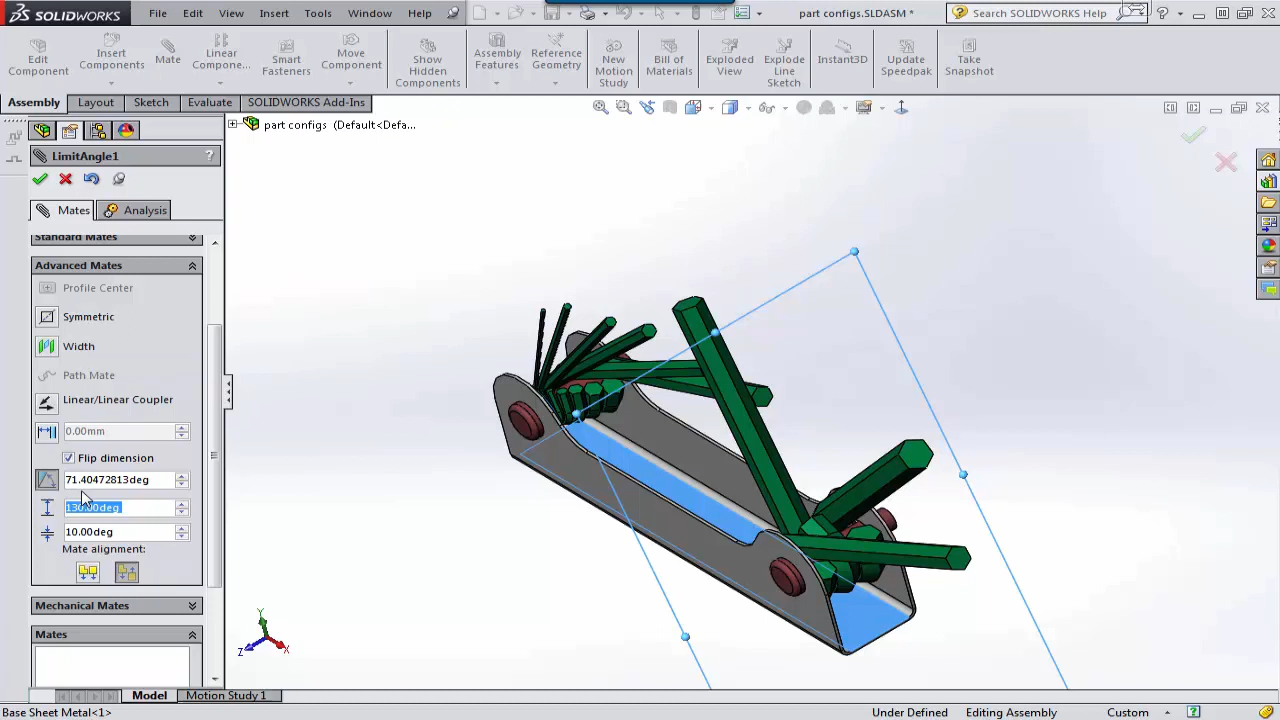 SOLIDWORKS
File Edit View Insert Tools Window Help
part configs.SLDASM *
Search SOLIDWORKS Help
Edit Component
Insert Components
Mate
Linear Compone...
Smart Fasteners
Move Component
Show Hidden Components
Assembly Features
Reference Geometry
New Motion Study
Bill of Materials
Exploded View
Explode Line Sketch
Instant3D
Update Speedpak
Take Snapshot
Assembly Layout Sketch Evaluate SOLIDWORKS Add-Ins
part configs (Default<Defa...
LimitAngle1
?
Mates Analysis
Standard Mates
Advanced Mates
Profile Center
Symmetric
Width
Path Mate
Linear/Linear Coupler
0.00mm
Flip dimension
71.40472813deg
130.00deg
10.00deg
Mate alignment:
Mechanical Mates
Mates
Y
Z X
Model Motion Study 1
Base Sheet Metal<1>
Under Defined Editing Assembly Custom